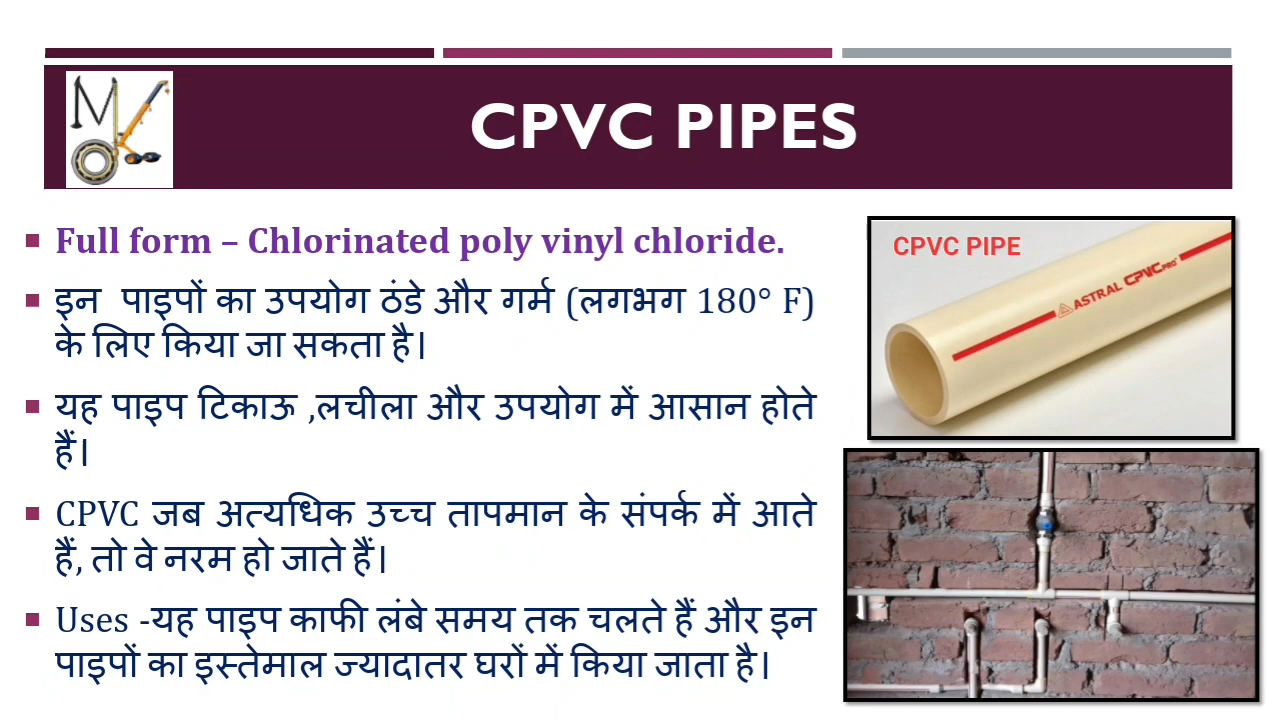 CPVC PIPES
Full form – Chlorinated poly vinyl chloride.
इन पाइपों का उपयोग ठंडे और गर्म (लगभग 180° F)
के लिए किया जा सकता है।
यह पाइप टिकाऊ ,लचीला और उपयोग में आसान होते
हैं।
CPVC जब अत्यधिक उच्च तापमान के संपर्क में आते
हैं, तो वे नरम हो जाते हैं।
Uses -यह पाइप काफी लंबे समय तक चलते हैं और इन
पाइपों का इस्तेमाल ज्यादातर घरों में किया जाता है।
CPVC PIPE
ASTRAL CPVC PRO